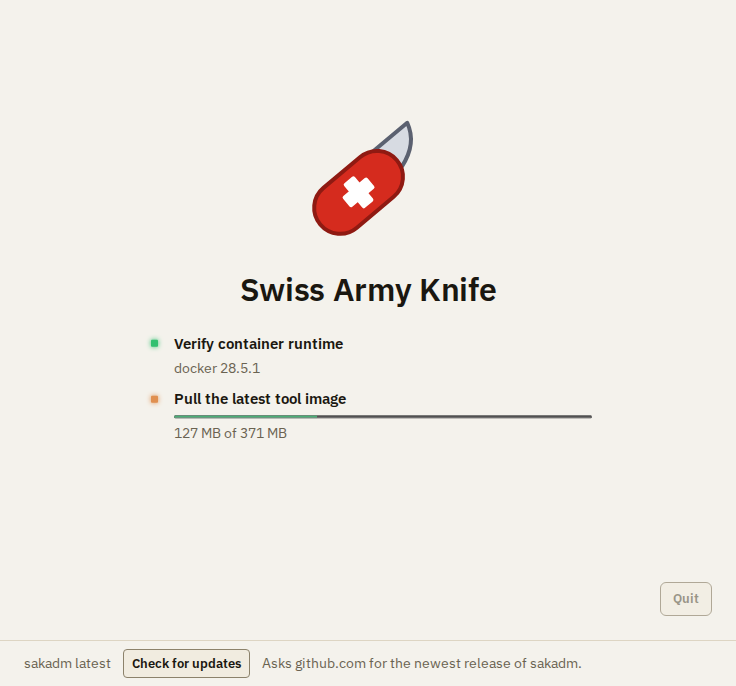 Swiss Army Knife
Verify container runtime
docker 28.5.1
Pull the latest tool image
127 MB of 371 MB
Quit
sakadm latest Check for updates Asks github.com for the newest release of sakadm.